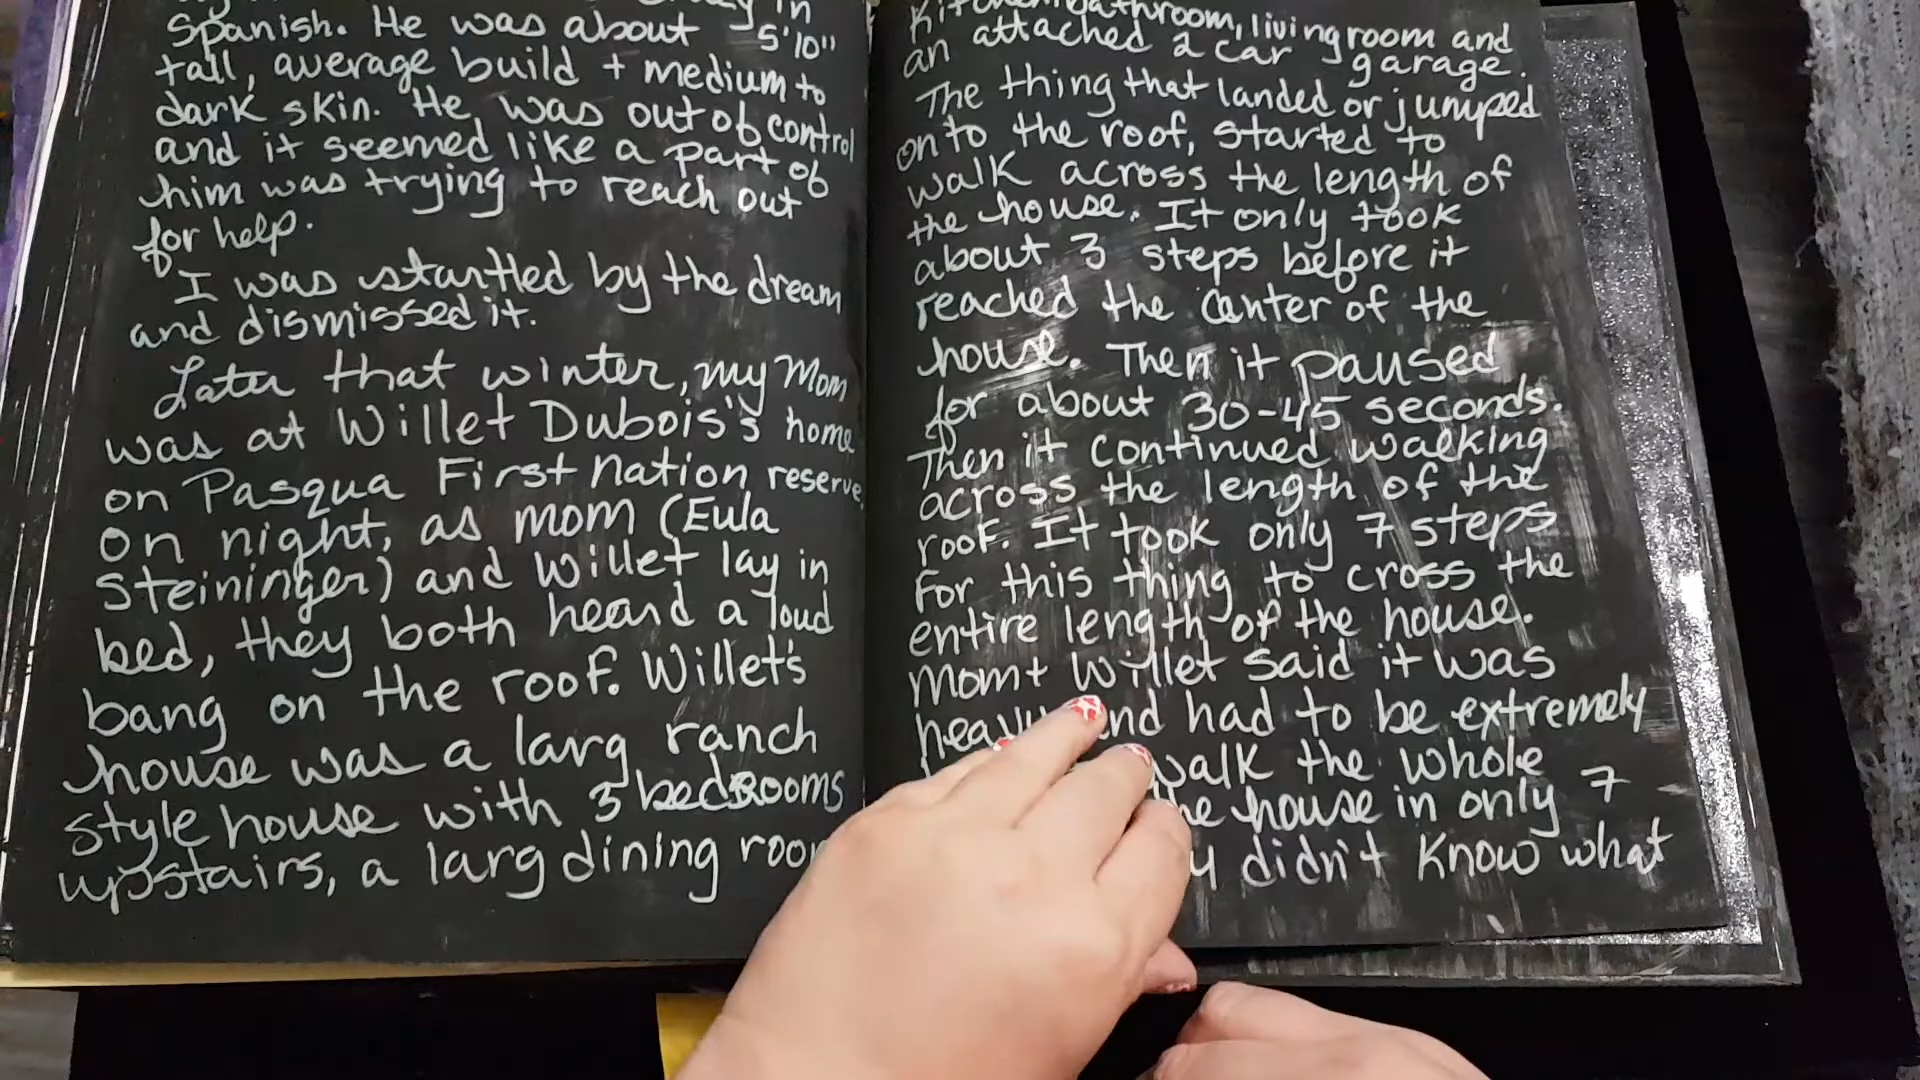 in
Spanish. He was about 5'10"
tall, average build + medium to
dark skin. He was out of control
and it seemed like a part of
him was trying to reach out
for help.
I was startled by the dream
and dismissed it.
Later that winter, my Mom
was at Willet Dubois's home
on Pasqua First Nation reserve.
On night, as mom (Eula
Steininger) and Willet lay in
bed, they both heard a loud
bang on the roof. Willet's
house was a larg ranch
style house with 3 bedrooms
upstairs, a larg dining room
Kitchen, bathroom, living room and
an attached 2 car garage.
The thing that landed or jumped
onto the roof, started to
walk across the length of
the house. It only took
about 3 steps before it
reached the center of the
house. Then it paused
for about 30-45 seconds.
Then it continued walking
across the length of the
roof. It took only 7 steps
For this thing to cross the
entire length of the house.
Mom + Willet said it was
heavy and had to be extremely
walk the whole
the house in only 7
didn't know what